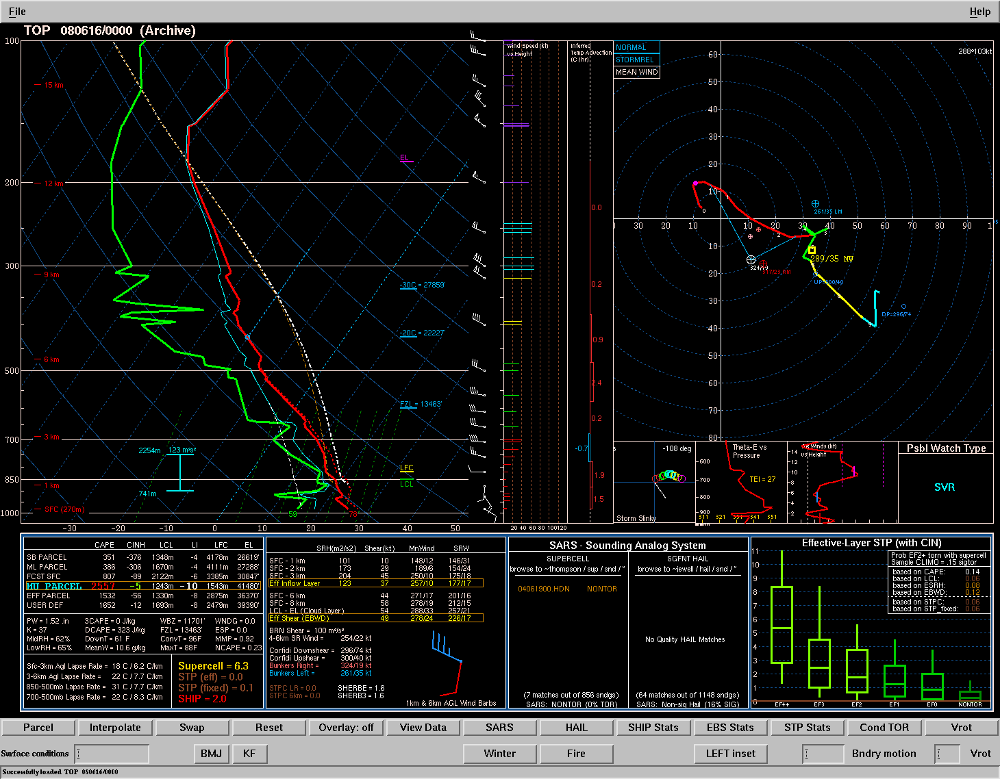 File Help
TOP 080616/0000 (Archive)
100
15 km
200
12 km
EL
300
9 km
-30C = 27859'
-20C = 22227'
6 km
500
FZL = 13463'
3 km
700
2254m 123 m²s²
LFC
850
LCL
741m
1 km
SFC (270m)
1000
59 78
-30 -20 -10 0 10 20 30 40 50
Wind Speed (kt)
vs Height
20 40 60 80 100120
Inferred
Temp Advection
(C / hr)
0.0
0.2
0.9
2.4
0.2
-0.7
1.9
1.5
NORMAL
STORMREL
MEAN WIND
288º103kt
60
50
40
30
20
10
30 20 10 10 20 30 40 50 60 70 80 90 1
10
20
30
40
50
60
70
80
261/35 LM
289/35 MW
324/19
UP=300/40
DP=296/74
-108 deg
Storm Slinky
Theta-E vs
Pressure
TEI = 27
600
700
800
900
311 321 331 341 351
SR Winds (kt)
vs Height
14
12
10
8
6
4
2
Psbl Watch Type
SVR
CAPE CINH LCL LI LFC EL
SB PARCEL 351 -376 1348m -4 4178m 26619'
ML PARCEL 386 -306 1670m -4 4111m 27288'
FCST SFC 807 -89 2122m -6 3385m 30847'
MU PARCEL 2557 -5 1243m -10 1543m 41480'
EFF PARCEL 1532 -56 1330m -8 2875m 36370'
USER DEF 1652 -12 1693m -8 2479m 39390'
PW = 1.52 .in 3CAPE = 0 J/kg WBZ = 11701' WNDG = 0.0
K = 37 DCAPE = 323 J/kg FZL = 13463' ESP = 0.0
MidRH = 62% DownT = 61 F ConvT = 96F MMP = 0.92
LowRH = 65% MeanW = 10.6 g/kg MaxT = 88F NCAPE = 0.23
Sfc-3km Agl Lapse Rate = 18 C / 6.2 C/km
3-6km Agl Lapse Rate = 22 C / 7.7 C/km
850-500mb Lapse Rate = 31 C / 7.7 C/km
700-500mb Lapse Rate = 22 C / 8.3 C/km
Supercell = 6.3
STP (eff) = 0.0
STP (fixed) = 0.1
SHIP = 2.0
SRH(m2/s2) Shear(kt) MnWind SRW
SFC - 1 km 101 10 148/12 146/31
SFC - 2 km 173 29 189/6 154/24
SFC - 3 km 204 45 250/10 175/18
Eff Inflow Layer 123 37 257/10 177/17
SFC - 6 km 44 271/17 201/16
SFC - 8 km 58 278/19 212/15
LCL - EL (Cloud Layer) 54 288/33 257/21
Eff Shear (EBWD) 49 278/24 226/17
BRN Shear = 100 m²/s²
4-6km SR Wind = 254/22 kt
Corfidi Downshear = 296/74 kt
Corfidi Upshear = 300/40 kt
Bunkers Right = 324/19 kt
Bunkers Left = 261/35 kt
STPC LR = 0.0 SHERBE = 1.6
STPC 6km = 0.0 SHERB3 = 1.6
1km & 6km AGL Wind Barbs
SARS - Sounding Analog System
SUPERCELL SGFNT HAIL
browse to ~thompson / sup / snd / * browse to ~jewell / hail / snd / *
04061900.HDN NONTOR
No Quality HAIL Matches
(7 matches out of 856 sndgs) (64 matches out of 1148 sndgs)
SARS: NONTOR (0% TOR) SARS: Non-sig Hail (16% SIG)
Effective-Layer STP (with CIN)
Prob EF2+ torn with supercell
Sample CLIMO = .15 sigtor
based on CAPE: 0.14
based on LCL: 0.06
based on ESRH: 0.08
based on EBWD: 0.12
based on STPC: 0.06
based on STP_fixed: 0.06
11
10
9
8
7
6
5
4
3
2
1
0
EF4+ EF3 EF2 EF1 EF0 NONTOR
Parcel Interpolate Swap Reset Overlay: off View Data SARS HAIL SHIP Stats EBS Stats STP Stats Cond TOR Vrot
Surface conditions BMJ KF Winter Fire LEFT inset Bndry motion Vrot
Successfully loaded TOP 080616/0000